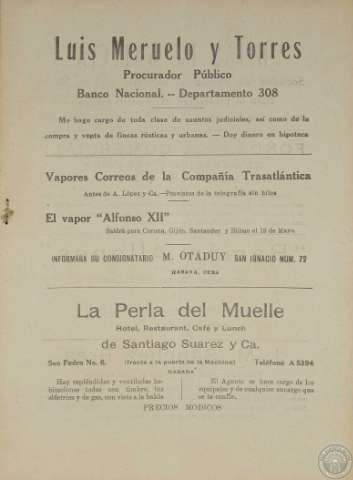 Luis Meruelo y Torres
Procurador Público
Banco Nacional. -- Departamento 308
Me hago cargo de toda clase de asuntos judiciales, así como de la
compra y venta de fincas rústicas y urbanas. -- Doy dinero en hipoteca
Vapores Correos de la Compañía Trasatlántica
Antes de A. López y Ca. --Provistos de la telegrafía sin hilos
El vapor "Alfonso XII"
Saldrá para Coruña, Gijón, Santander y Bilbao el 18 de Mayo
INFORMARÁ SU CONSIGNATARIO M. OTADUY SAN IGNACIO NÚM. 72
HABANA, CUBA
La Perla del Muelle
Hotel, Restaurant, Café y Lunch
de Santiago Suarez y Ca.
San Pedro No. 6. (frente a la puerta de la Machina) Teléfono A 5394
HABANA
Hay espléndidas y ventiladas ha-
bitaciones todas con timbre, luz
eléctrica y de gas, con vista a la bahía
El Agente se hace cargo de los
equipajes y de cualquier encargo que
se le confíe.
PRECIOS MODICOS